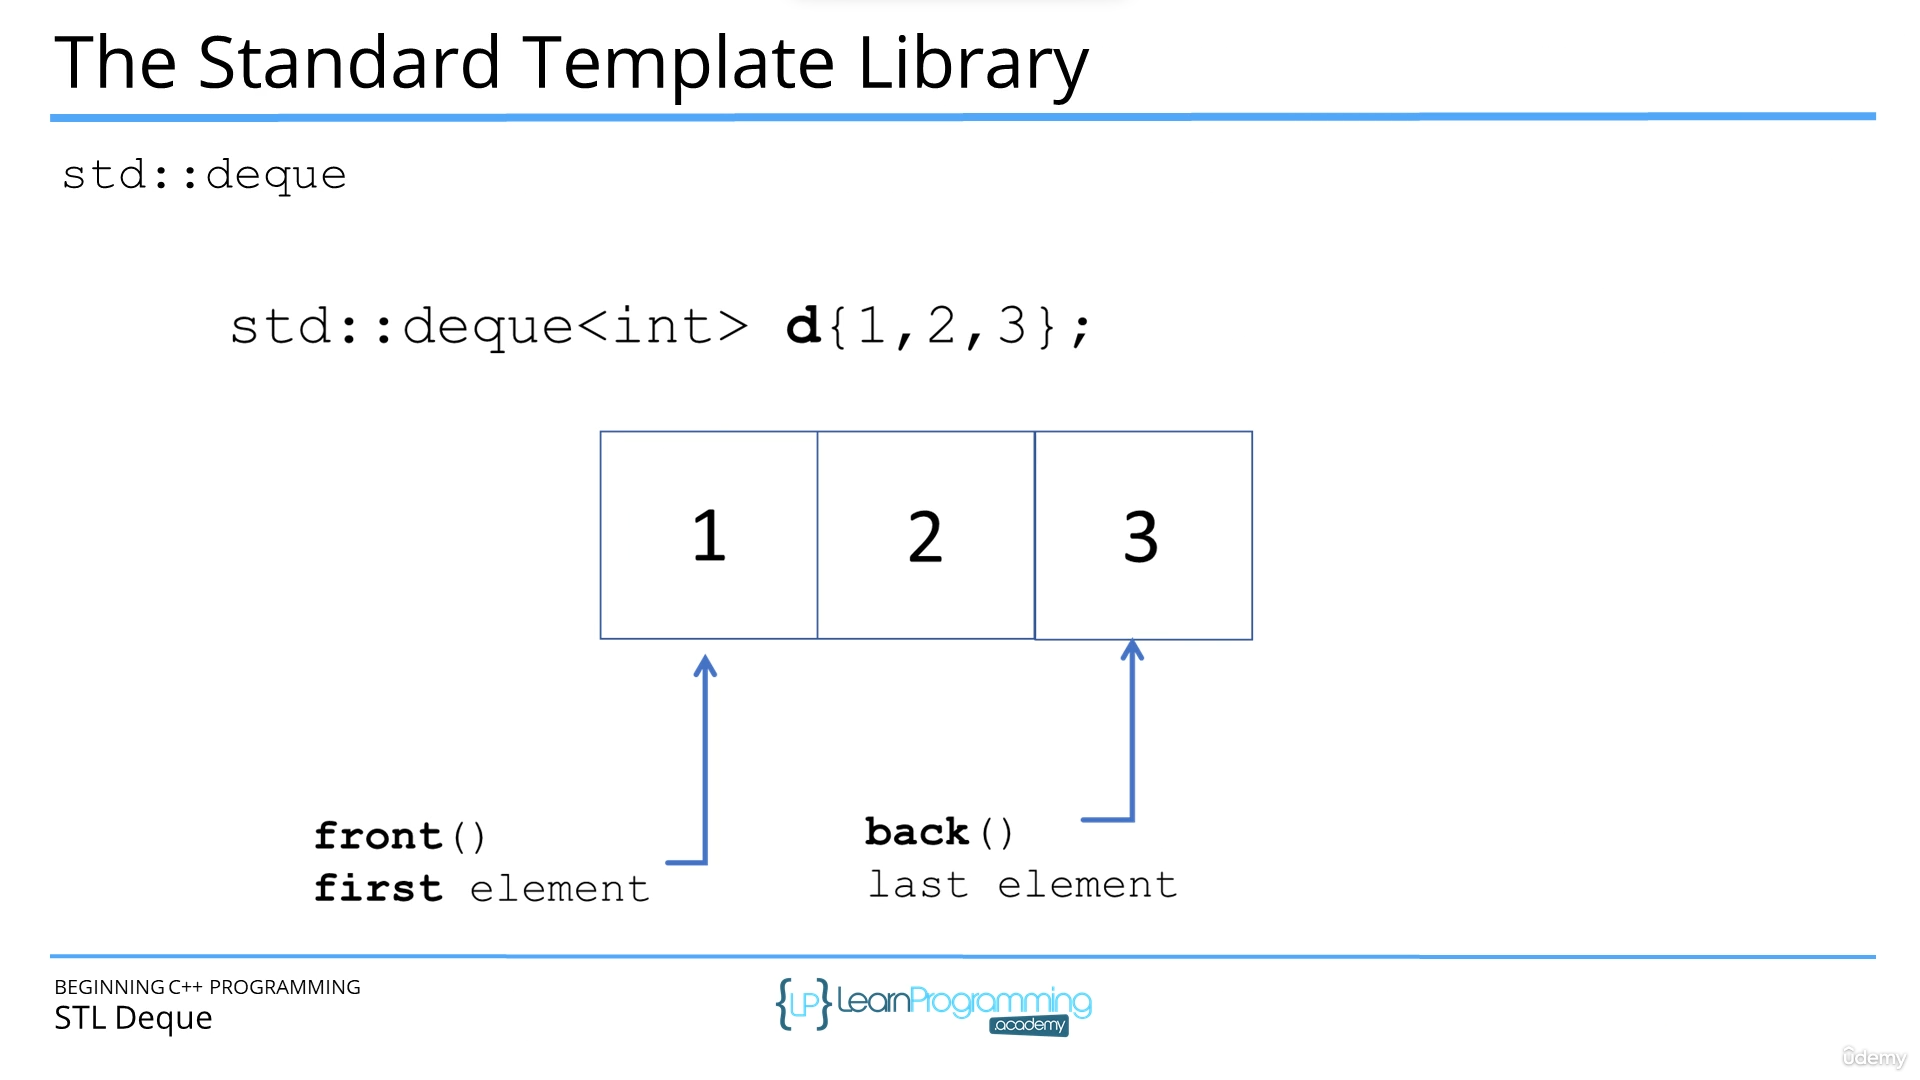 The Standard Template Library
std::deque
std::deque<int> d{1,2,3};
1 2 3
front()
first element
back()
last element
BEGINNING C++ PROGRAMMING
STL Deque
{LP} LearnProgramming
.academy
ûdemy